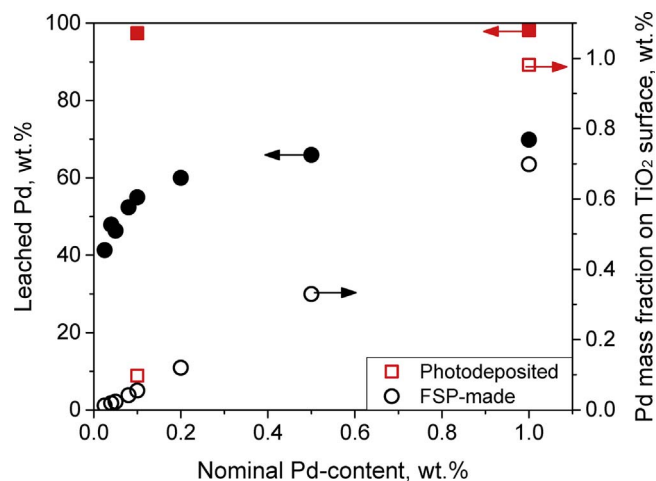 100
80
60
40
20
0
Leached Pd, wt.%
1.0
0.8
0.6
0.4
0.2
0.0
Pd mass fraction on TiO₂ surface, wt.%
Photodeposited
FSP-made
0.0 0.2 0.4 0.6 0.8 1.0
Nominal Pd-content, wt.%